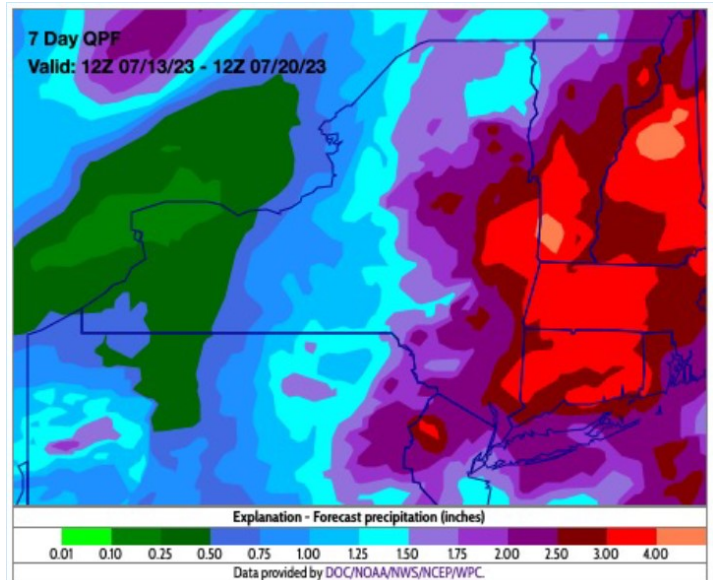 7 Day QPF
Valid: 12Z 07/13/23 - 12Z 07/20/23
Explanation - Forecast precipitation (inches)
0.01 0.10 0.25 0.50 0.75 1.00 1.25 1.50 1.75 2.00 2.50 3.00 4.00
Data provided by DOC/NOAA/NWS/NCEP/WPC.